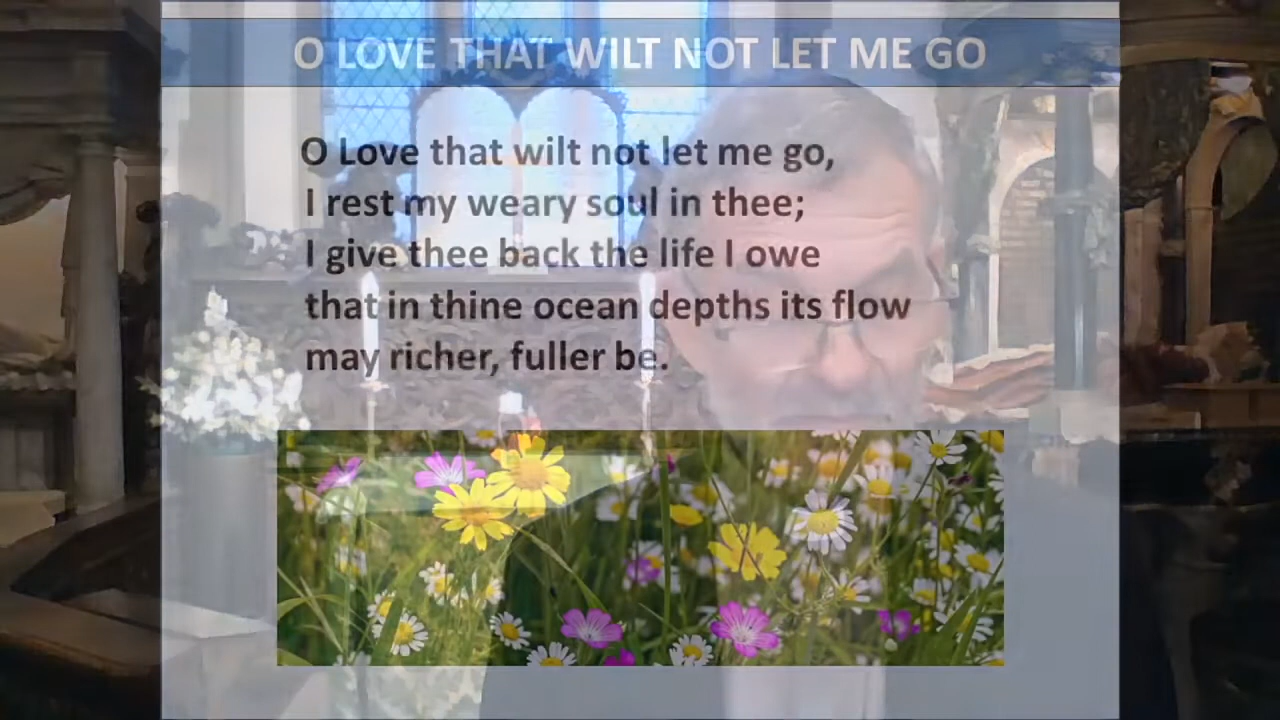 O LOVE THAT WILT NOT LET ME GO
O Love that wilt not let me go,
I rest my weary soul in thee;
I give thee back the life I owe
that in thine ocean depths its flow
may richer, fuller be.